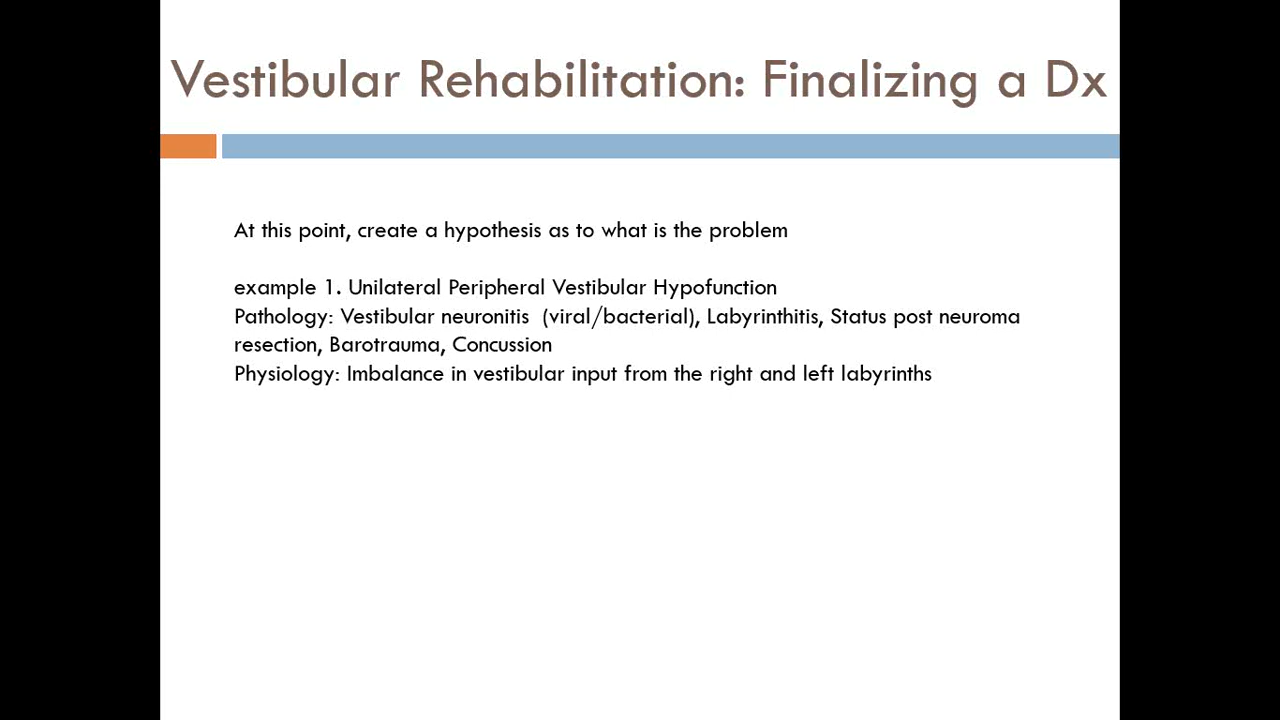 Vestibular Rehabilitation: Finalizing a Dx
At this point, create a hypothesis as to what is the problem
example 1. Unilateral Peripheral Vestibular Hypofunction
Pathology: Vestibular neuronitis (viral/bacterial), Labyrinthitis, Status post neuroma
resection, Barotrauma, Concussion
Physiology: Imbalance in vestibular input from the right and left labyrinths